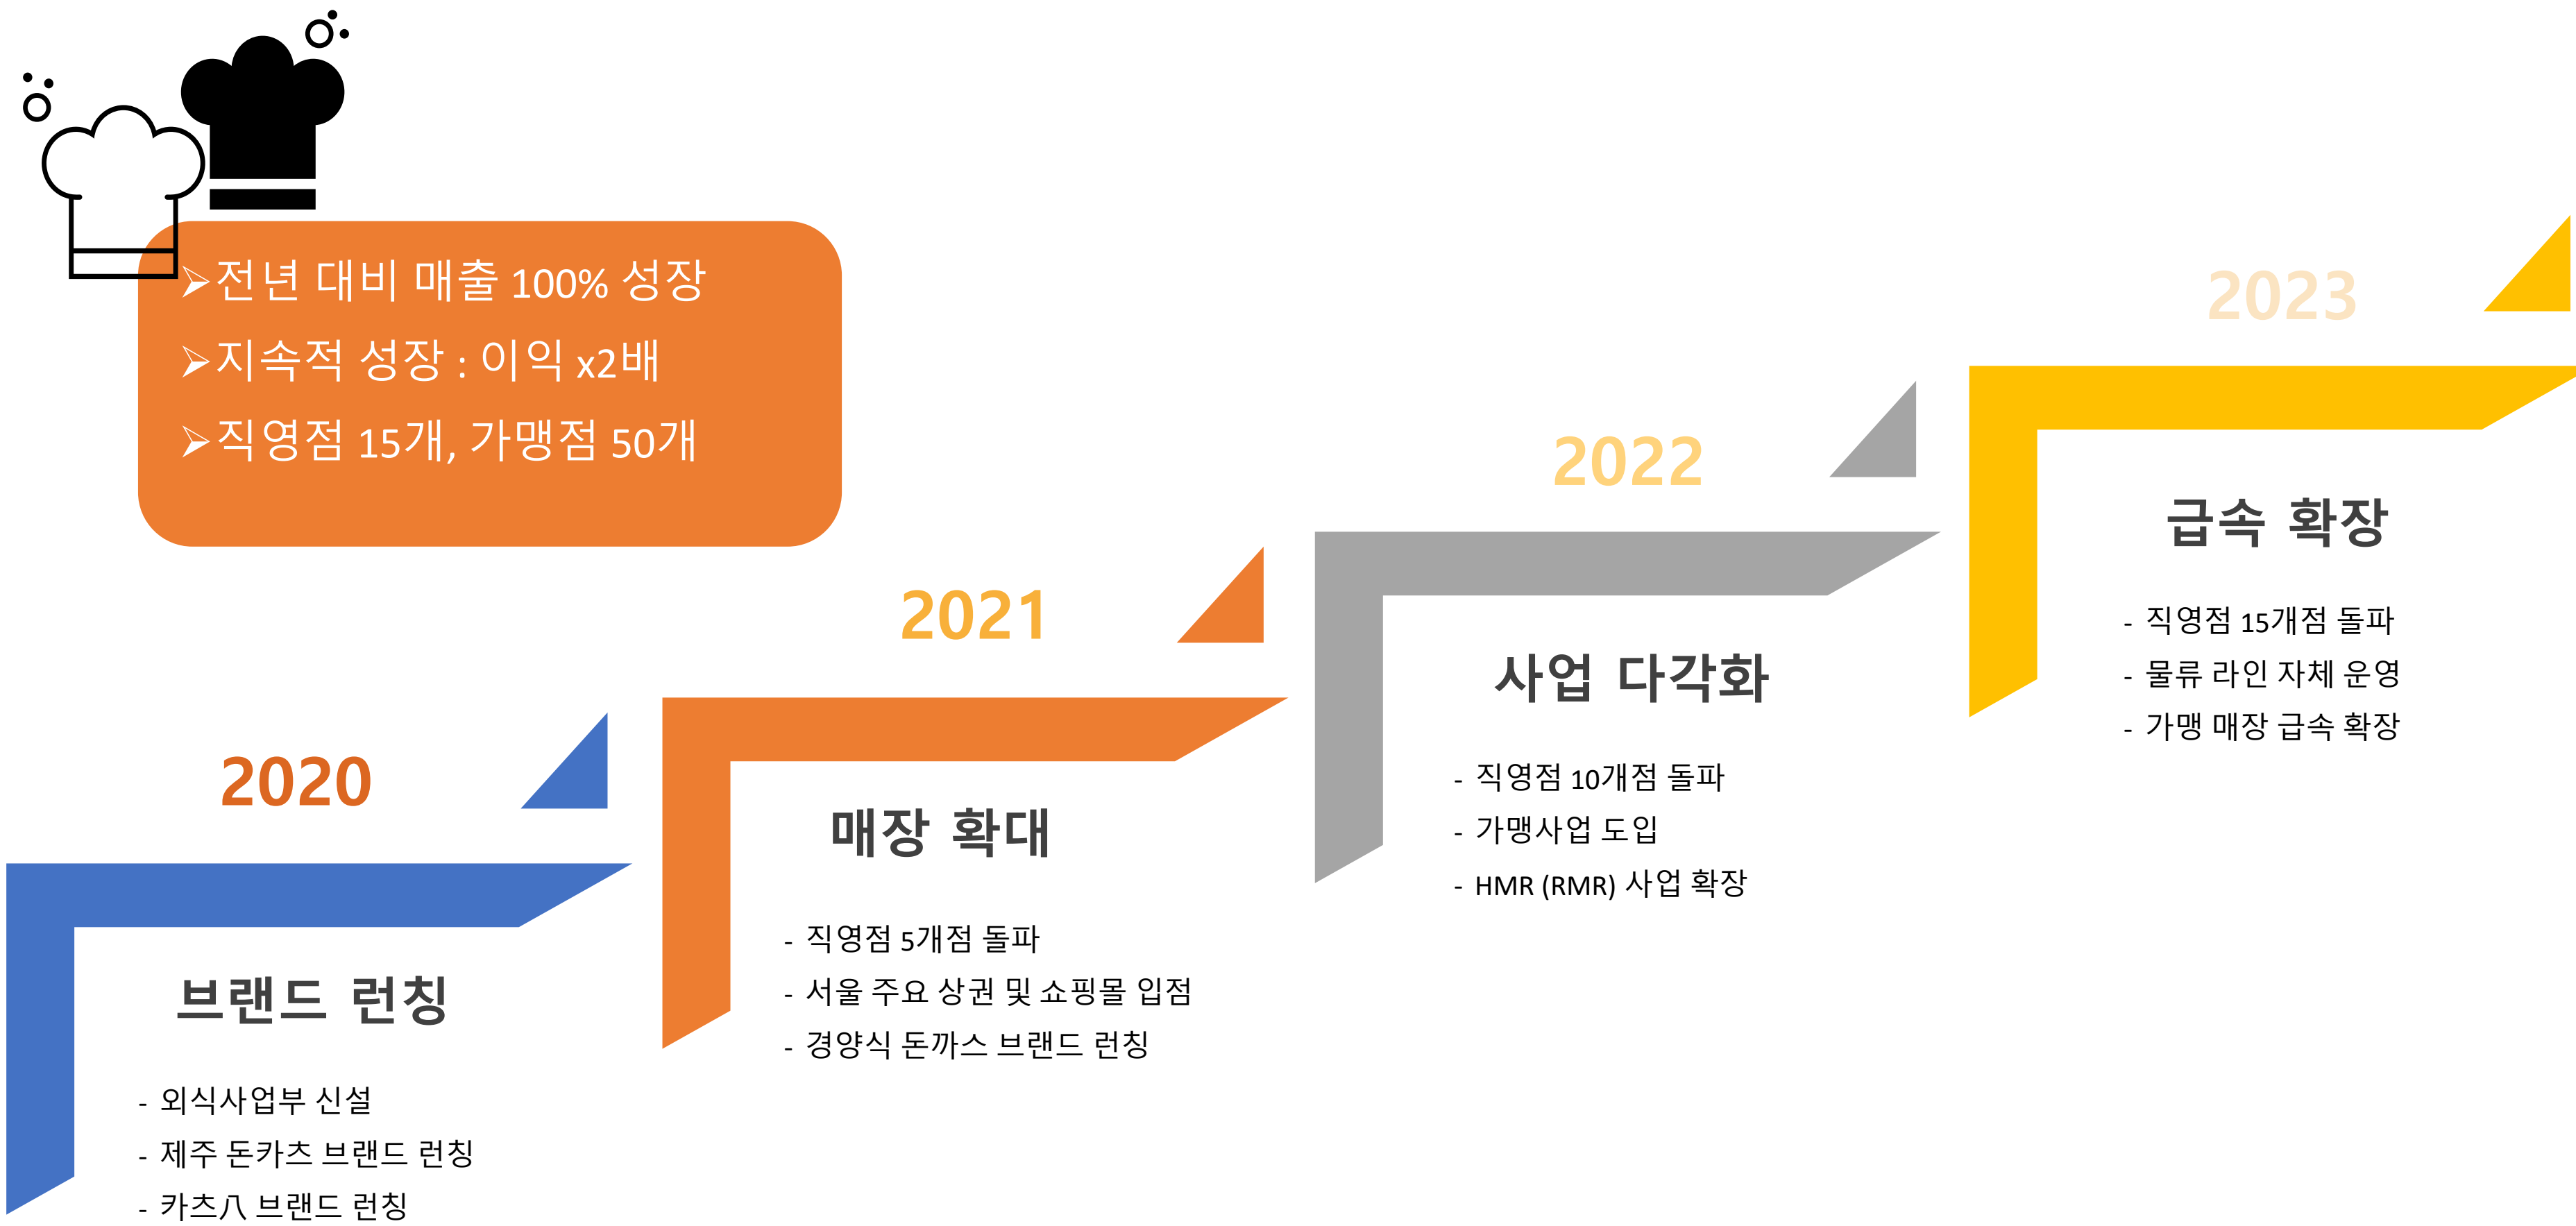 ➢전년 대비 매출 100% 성장
➢지속적 성장 : 이익 x2배
➢직영점 15개, 가맹점 50개
2020
브랜드 런칭
- 외식사업부 신설
- 제주 돈카츠 브랜드 런칭
- 카츠八 브랜드 런칭
2021
매장 확대
- 직영점 5개점 돌파
- 서울 주요 상권 및 쇼핑몰 입점
- 경양식 돈까스 브랜드 런칭
2022
사업 다각화
- 직영점 10개점 돌파
- 가맹사업 도입
- HMR (RMR) 사업 확장
2023
급속 확장
- 직영점 15개점 돌파
- 물류 라인 자체 운영
- 가맹 매장 급속 확장